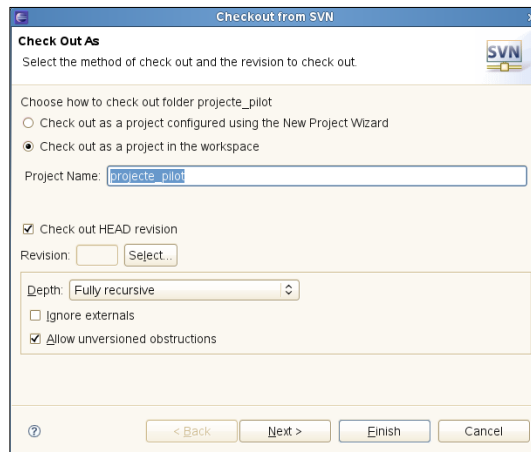 Checkout from SVN
Check Out As
Select the method of check out and the revision to check out.
SVN
Choose how to check out folder projecte_pilot
Check out as a project configured using the New Project Wizard
Check out as a project in the workspace
Project Name: projecte_pilot
Check out HEAD revision
Revision: Select...
Depth: Fully recursive
Ignore externals
Allow unversioned obstructions
? < Back Next > Finish Cancel